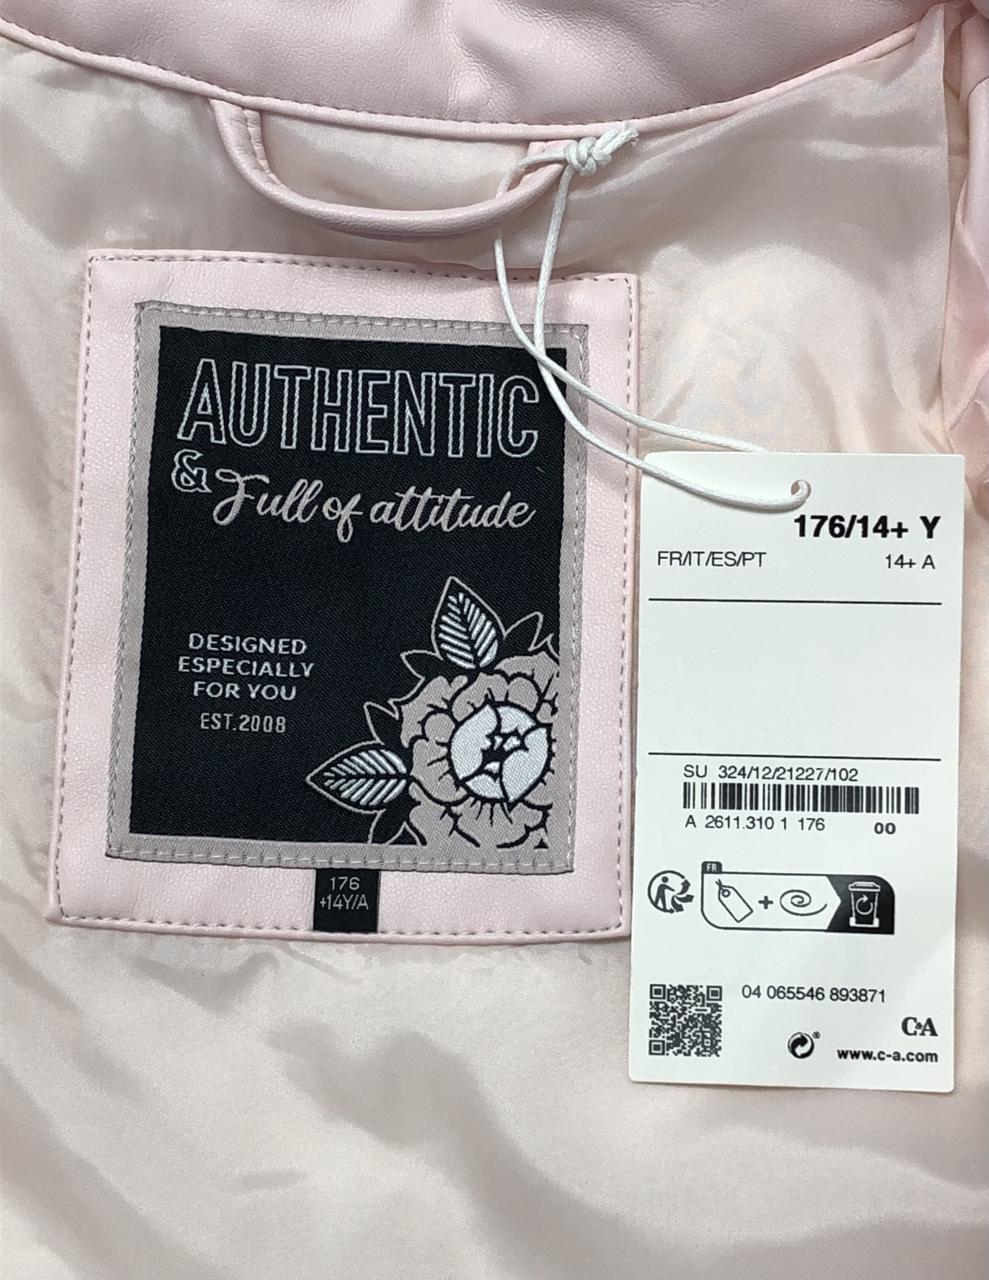 AUTHENTIC
& Full of attitude
DESIGNED
ESPECIALLY
FOR YOU
EST.2008
176
+14Y/A
176/14+ Y
FR/IT/ES/PT 14+ A
SU 324/12/21227/102
A 2611.310 1 176 00
FR
04 065546 893871
C&A
www.c-a.com